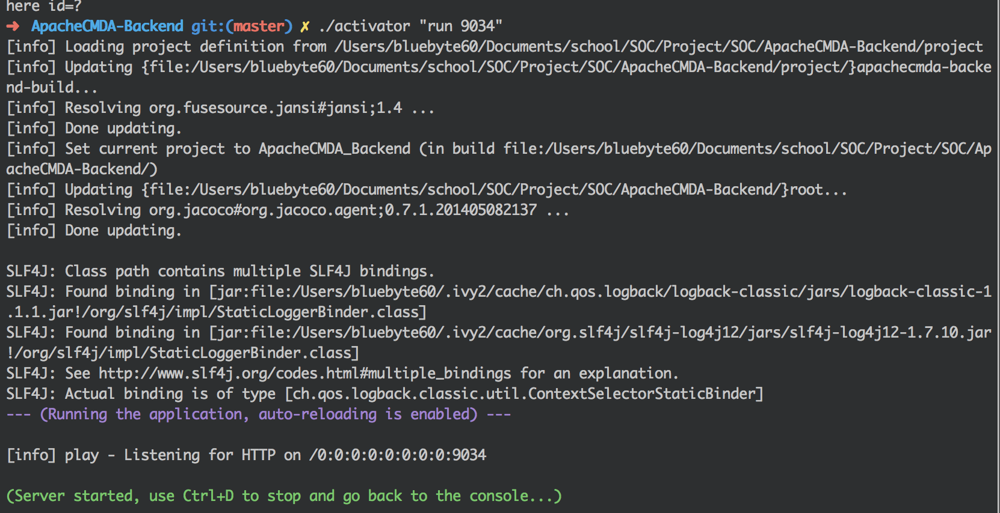 here id=?
➜  ApacheCMDA-Backend git:(master) ✗ ./activator "run 9034"
[info] Loading project definition from /Users/bluebyte60/Documents/school/SOC/Project/SOC/ApacheCMDA-Backend/project
[info] Updating {file:/Users/bluebyte60/Documents/school/SOC/Project/SOC/ApacheCMDA-Backend/project/}apachecmda-backe
nd-build...
[info] Resolving org.fusesource.jansi#jansi;1.4 ...
[info] Done updating.
[info] Set current project to ApacheCMDA_Backend (in build file:/Users/bluebyte60/Documents/school/SOC/Project/SOC/Ap
acheCMDA-Backend/)
[info] Updating {file:/Users/bluebyte60/Documents/school/SOC/Project/SOC/ApacheCMDA-Backend/}root...
[info] Resolving org.jacoco#org.jacoco.agent;0.7.1.201405082137 ...
[info] Done updating.
SLF4J: Class path contains multiple SLF4J bindings.
SLF4J: Found binding in [jar:file:/Users/bluebyte60/.ivy2/cache/ch.qos.logback/logback-classic/jars/logback-classic-1
.1.1.jar!/org/slf4j/impl/StaticLoggerBinder.class]
SLF4J: Found binding in [jar:file:/Users/bluebyte60/.ivy2/cache/org.slf4j/slf4j-log4j12/jars/slf4j-log4j12-1.7.10.jar
!/org/slf4j/impl/StaticLoggerBinder.class]
SLF4J: See http://www.slf4j.org/codes.html#multiple_bindings for an explanation.
SLF4J: Actual binding is of type [ch.qos.logback.classic.util.ContextSelectorStaticBinder]
--- (Running the application, auto-reloading is enabled) ---
[info] play - Listening for HTTP on /0:0:0:0:0:0:0:0:9034
(Server started, use Ctrl+D to stop and go back to the console...)